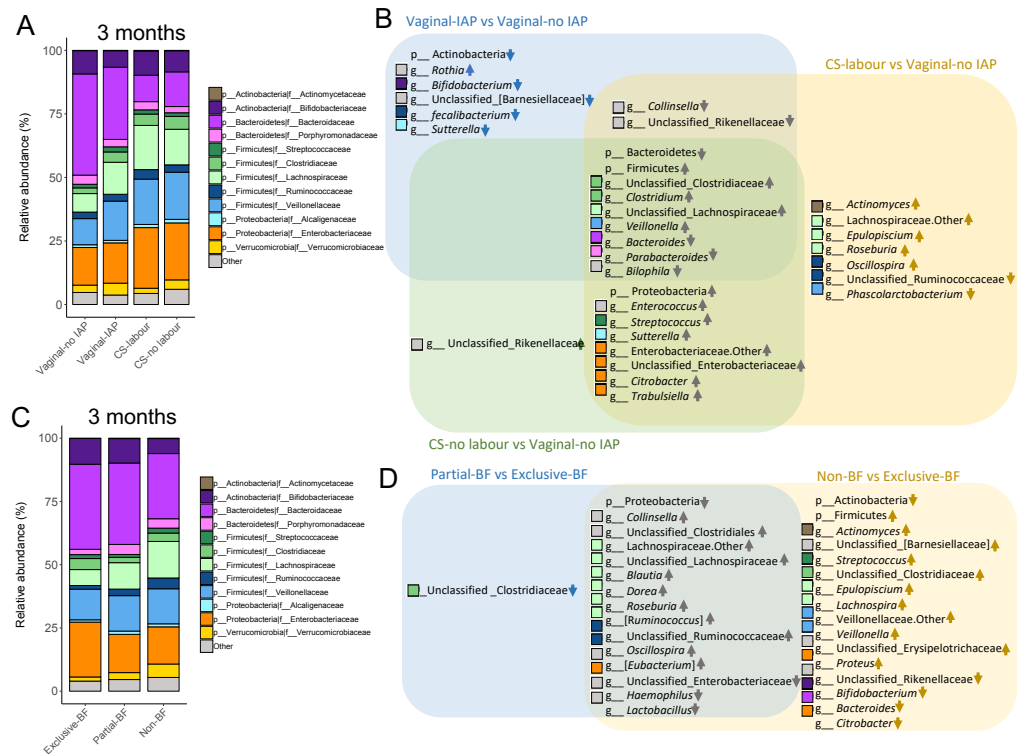 A
3 months
Relative abundance (%)
100
75
50
25
0
Vaginal-no IAP
Vaginal-IAP
CS-labour
CS-no labour
p__Actinobacteria|f__Actinomycetaceae
p__Actinobacteria|f__Bifidobacteriaceae
p__Bacteroidetes|f__Bacteroidaceae
p__Bacteroidetes|f__Porphyromonadaceae
p__Firmicutes|f__Streptococcaceae
p__Firmicutes|f__Clostridiaceae
p__Firmicutes|f__Lachnospiraceae
p__Firmicutes|f__Ruminococcaceae
p__Firmicutes|f__Veillonellaceae
p__Proteobacteria|f__Alcaligenaceae
p__Proteobacteria|f__Enterobacteriaceae
p__Verrucomicrobia|f__Verrucomicrobiaceae
Other
B
Vaginal-IAP vs Vaginal-no IAP
p__ Actinobacteria
g__ Rothia
g__ Bifidobacterium
g__ Unclassified_[Barnesiellaceae]
g__ fecalibacterium
g__ Sutterella
CS-labour vs Vaginal-no IAP
g__ Collinsella
g__ Unclassified_Rikenellaceae
p__ Bacteroidetes
p__ Firmicutes
g__ Unclassified_Clostridiaceae
g__ Clostridium
g__ Unclassified_Lachnospiraceae
g__ Veillonella
g__ Bacteroides
g__ Parabacteroides
g__ Bilophila
p__ Proteobacteria
g__ Enterococcus
g__ Streptococcus
g__ Sutterella
g__ Enterobacteriaceae.Other
g__ Unclassified_Enterobacteriaceae
g__ Citrobacter
g__ Trabulsiella
g__ Actinomyces
g__ Lachnospiraceae.Other
g__ Epulopiscium
g__ Roseburia
g__ Oscillospira
g__ Unclassified_Ruminococcaceae
g__ Phascolarctobacterium
g__ Unclassified_Rikenellaceae
CS-no labour vs Vaginal-no IAP
C
3 months
Relative abundance (%)
100
75
50
25
0
Exclusive-BF
Partial-BF
Non-BF
p__Actinobacteria|f__Actinomycetaceae
p__Actinobacteria|f__Bifidobacteriaceae
p__Bacteroidetes|f__Bacteroidaceae
p__Bacteroidetes|f__Porphyromonadaceae
p__Firmicutes|f__Streptococcaceae
p__Firmicutes|f__Clostridiaceae
p__Firmicutes|f__Lachnospiraceae
p__Firmicutes|f__Ruminococcaceae
p__Firmicutes|f__Veillonellaceae
p__Proteobacteria|f__Alcaligenaceae
p__Proteobacteria|f__Enterobacteriaceae
p__Verrucomicrobia|f__Verrucomicrobiaceae
Other
D
Partial-BF vs Exclusive-BF
_Unclassified _Clostridiaceae
p__Proteobacteria
g__ Collinsella
g__ Unclassified_Clostridiales
g__ Lachnospiraceae.Other
g__ Unclassified_Lachnospiraceae
g__ Blautia
g__ Dorea
g__ Roseburia
g__ [Ruminococcus]
g__ Unclassified_Ruminococcaceae
g__ Oscillospira
g__ [Eubacterium]
g__ Unclassified_Enterobacteriaceae
g__ Haemophilus
g__ Lactobacillus
Non-BF vs Exclusive-BF
p__Actinobacteria
p__Firmicutes
g__ Actinomyces
g__ Unclassified_[Barnesiellaceae]
g__ Streptococcus
g__ Unclassified_Clostridiaceae
g__ Epulopiscium
g__ Lachnospira
g__ Veillonellaceae.Other
g__ Veillonella
g__ Unclassified_Erysipelotrichaceae
g__ Proteus
g__ Unclassified_Rikenellaceae
g__ Bifidobacterium
g__ Bacteroides
g__ Citrobacter